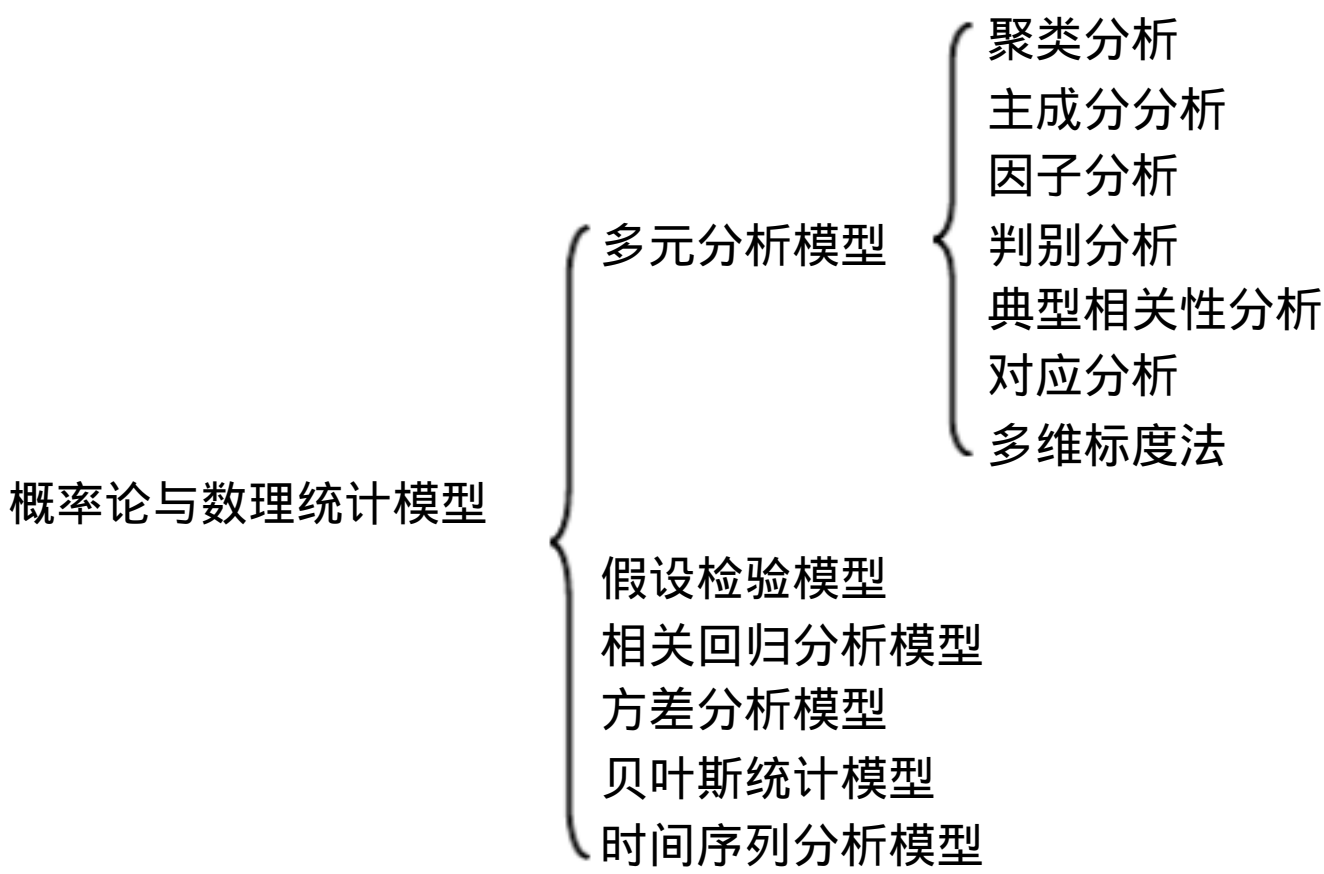 概率论与数理统计模型
多元分析模型
聚类分析
主成分分析
因子分析
判别分析
典型相关性分析
对应分析
多维标度法
假设检验模型
相关回归分析模型
方差分析模型
贝叶斯统计模型
时间序列分析模型